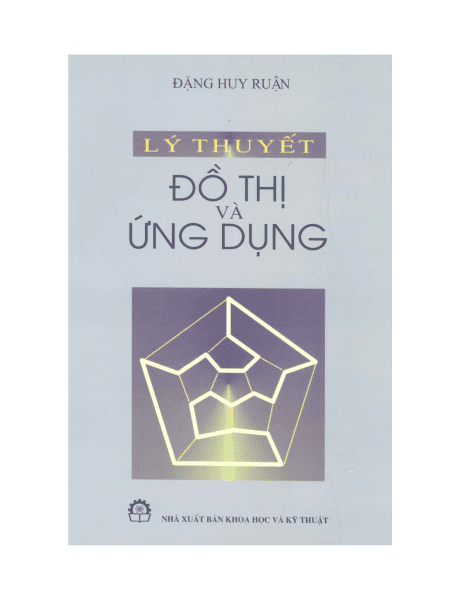 ĐẶNG HUY RUẬN
LÝ THUYẾT
ĐỒ THỊ
VÀ
ỨNG DỤNG
NHÀ XUẤT BẢN KHOA HỌC VÀ KỸ THUẬT